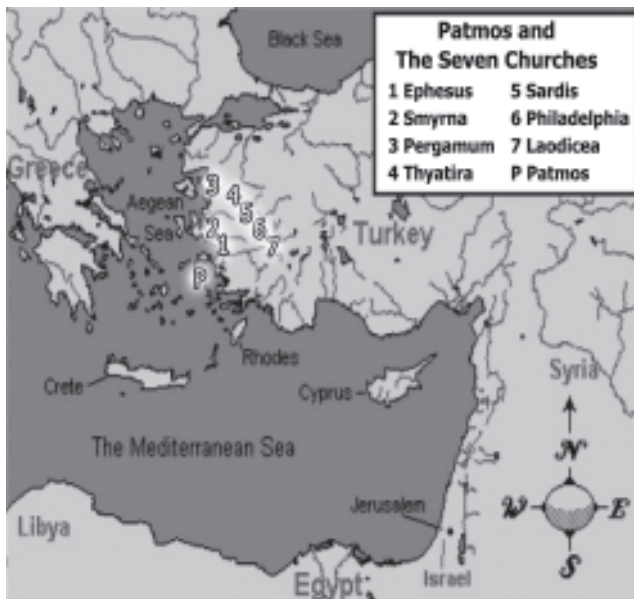 Black Sea
Patmos and
The Seven Churches
1 Ephesus 5 Sardis
2 Smyrna 6 Philadelphia
3 Pergamum 7 Laodicea
4 Thyatira P Patmos
Greece
Aegean
Sea
3
4
5
2
6
1
7
P
Turkey
Rhodes
Crete
Cyprus
Syria
The Mediterranean Sea
N
W E
S
Jerusalem
Libya
Egypt
Israel